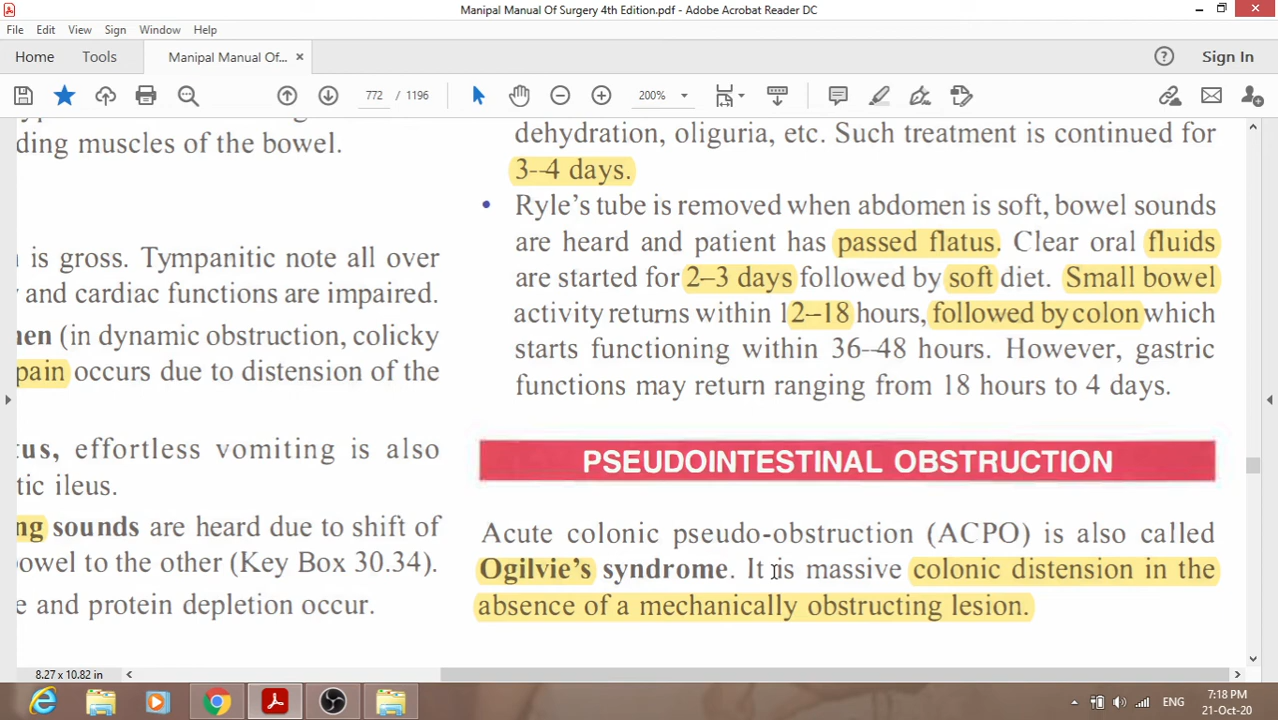 Manipal Manual Of Surgery 4th Edition.pdf - Adobe Acrobat Reader DC
File Edit View Sign Window Help
Home Tools Manipal Manual Of... × Sign In
772 / 1196 200%
ding muscles of the bowel.
is gross. Tympanitic note all over
and cardiac functions are impaired.
(in dynamic obstruction, colicky
pain occurs due to distension of the
effortless vomiting is also
tic ileus.
ng sounds are heard due to shift of
bowel to the other (Key Box 30.34).
e and protein depletion occur.
dehydration, oliguria, etc. Such treatment is continued for
3--4 days.
• Ryle's tube is removed when abdomen is soft, bowel sounds
are heard and patient has passed flatus. Clear oral fluids
are started for 2–3 days followed by soft diet. Small bowel
activity returns within 12–18 hours, followed by colon which
starts functioning within 36--48 hours. However, gastric
functions may return ranging from 18 hours to 4 days.
PSEUDOINTESTINAL OBSTRUCTION
Acute colonic pseudo-obstruction (ACPO) is also called
Ogilvie's syndrome. It is massive colonic distension in the
absence of a mechanically obstructing lesion.
8.27 x 10.82 in
ENG
7:18 PM
21-Oct-20